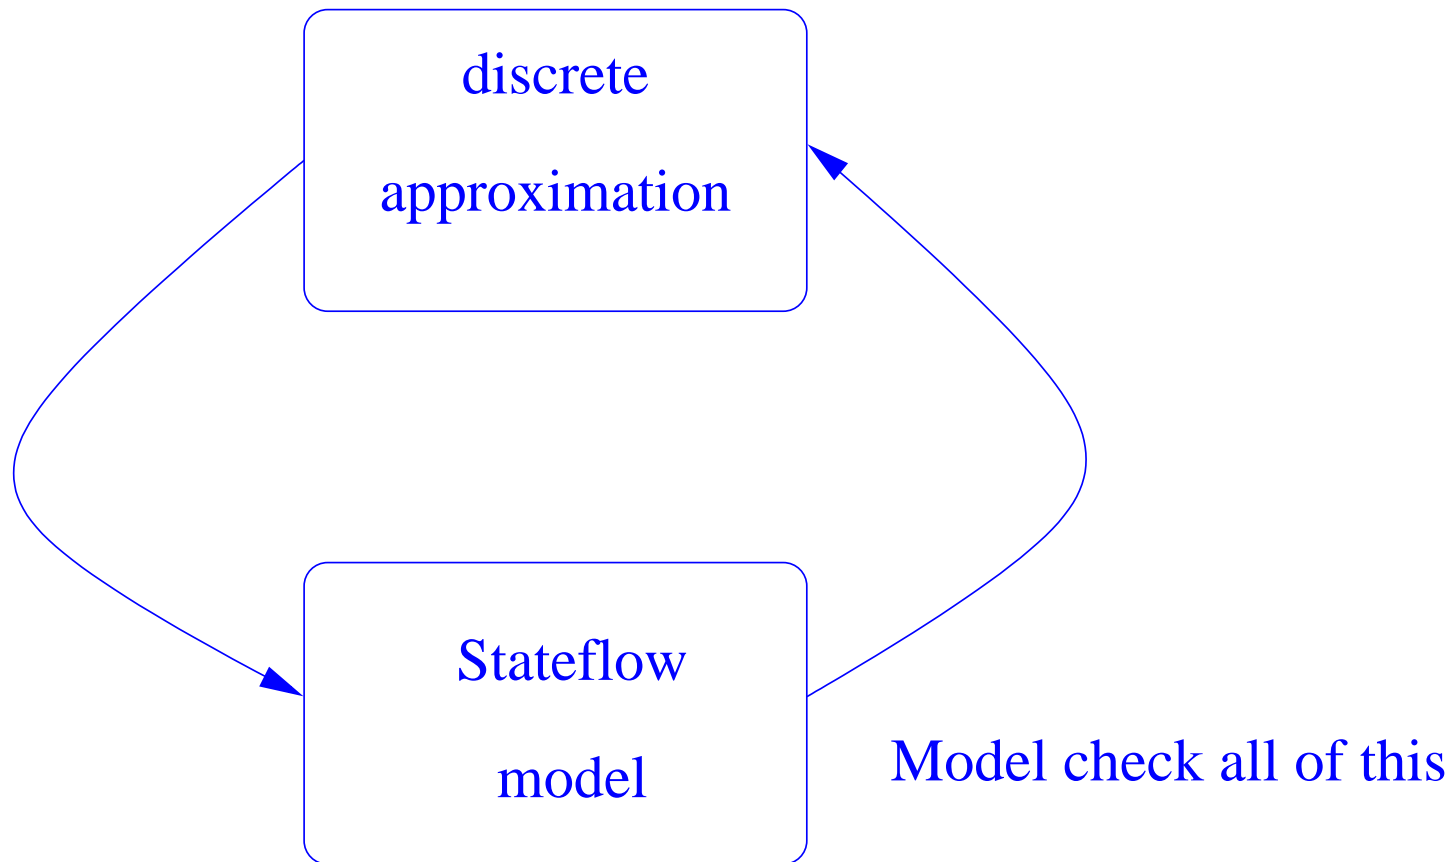 discrete
approximation
Stateflow
model
Model check all of this